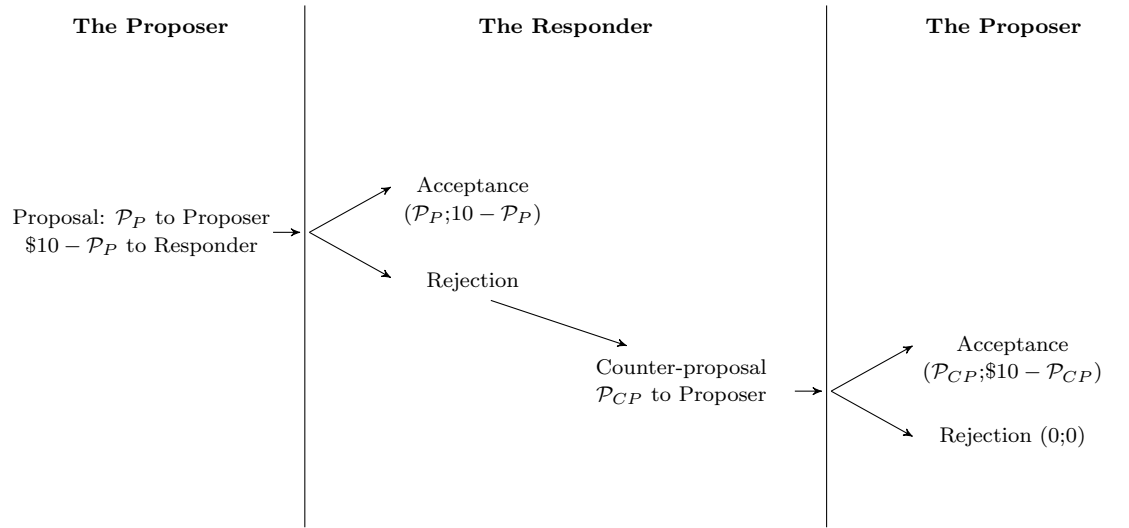 The Proposer
The Responder
The Proposer
Proposal: 𝒫_P to Proposer
$10 − 𝒫_P to Responder
Acceptance
(𝒫_P;10 − 𝒫_P)
Rejection
Counter-proposal
𝒫_CP to Proposer
Acceptance
(𝒫_CP;$10 − 𝒫_CP)
Rejection (0;0)